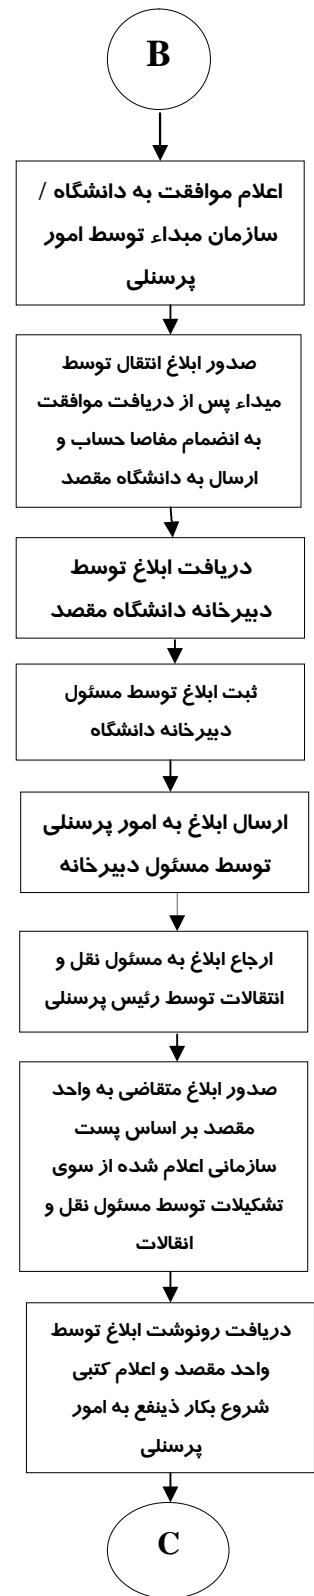 B
اعلام موافقت به دانشگاه /
سازمان مبداء توسط امور
پرسنلی
صدور ابلاغ انتقال توسط
میداء پس از دریافت موافقت
به انضمام مفاصا حساب و
ارسال به دانشگاه مقصد
دریافت ابلاغ توسط
دبیرخانه دانشگاه مقصد
ثبت ابلاغ توسط مسئول
دبیرخانه دانشگاه
ارسال ابلاغ به امور پرسنلی
توسط مسئول دبیرخانه
ارجاع ابلاغ به مسئول نقل و
انتقالات توسط رئیس پرسنلی
صدور ابلاغ متقاضی به واحد
مقصد بر اساس پست
سازمانی اعلام شده از سوی
تشکیلات توسط مسئول نقل و
انقالات
دریافت رونوشت ابلاغ توسط
واحد مقصد و اعلام کتبی
شروع بکار ذینفع به امور
پرسنلی
C